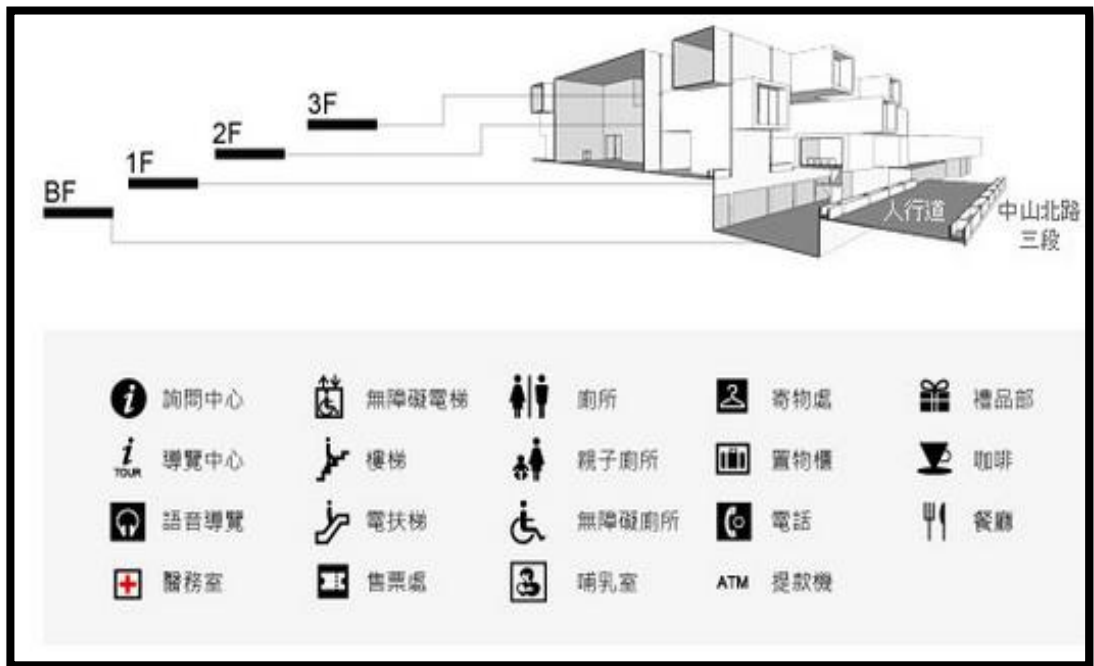 3F
2F
1F
BF
人行道
中山北路
三段
詢問中心
無障礙電梯
廁所
寄物處
禮品部
TOUR
導覽中心
樓梯
親子廁所
置物櫃
咖啡
語音導覽
電扶梯
無障礙廁所
電話
餐廳
醫務室
售票處
哺乳室
ATM 提款機